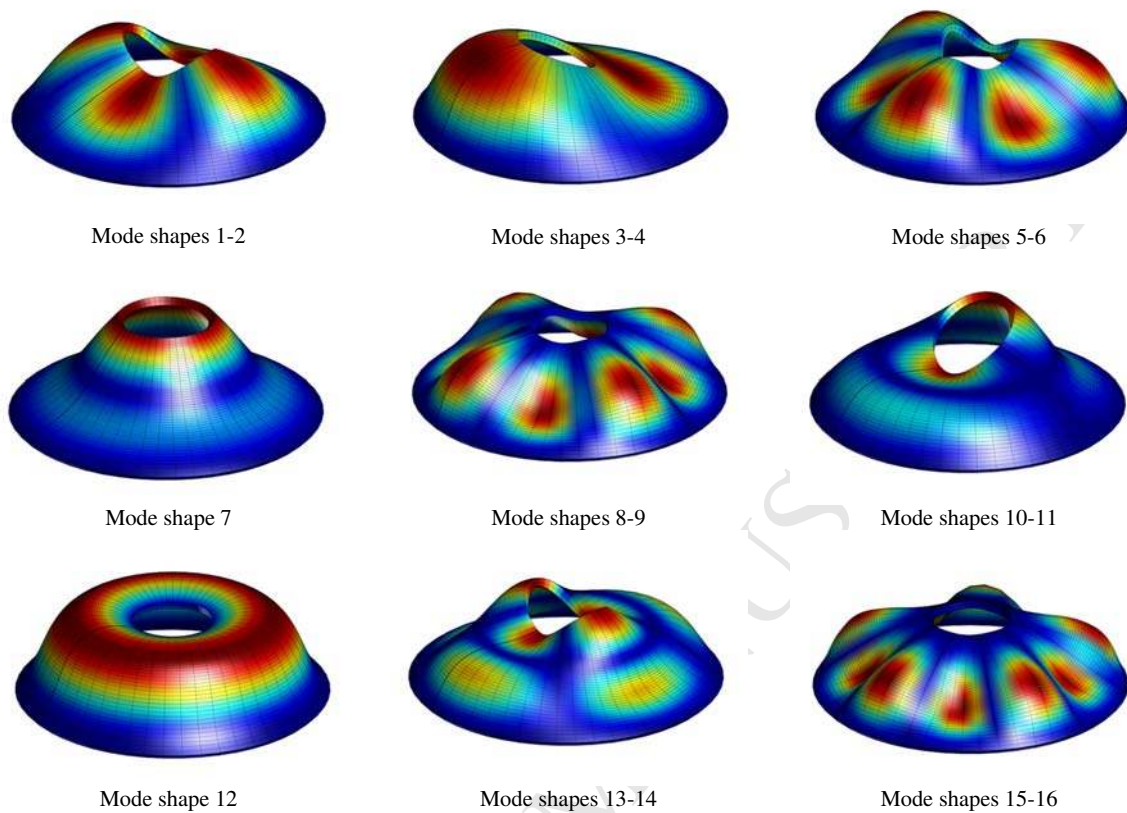 Mode shapes 1-2
Mode shapes 3-4
Mode shapes 5-6
Mode shape 7
Mode shapes 8-9
Mode shapes 10-11
Mode shape 12
Mode shapes 13-14
Mode shapes 15-16